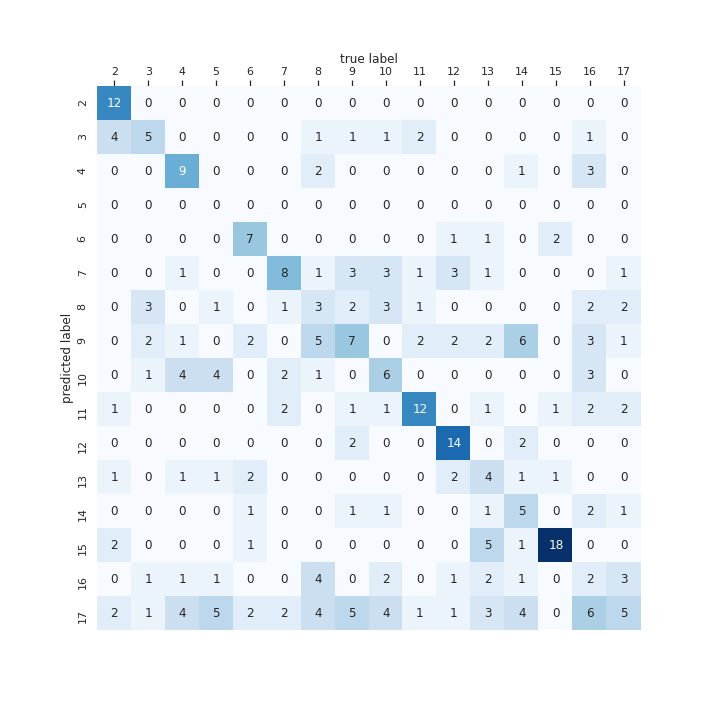 true label
2 3 4 5 6 7 8 9 10 11 12 13 14 15 16 17
predicted label
2 12 0 0 0 0 0 0 0 0 0 0 0 0 0 0 0
3 4 5 0 0 0 0 1 1 1 2 0 0 0 0 1 0
4 0 0 9 0 0 0 2 0 0 0 0 0 1 0 3 0
5 0 0 0 0 0 0 0 0 0 0 0 0 0 0 0 0
6 0 0 0 0 7 0 0 0 0 0 1 1 0 2 0 0
7 0 0 1 0 0 8 1 3 3 1 3 1 0 0 0 1
8 0 3 0 1 0 1 3 2 3 1 0 0 0 0 2 2
9 0 2 1 0 2 0 5 7 0 2 2 2 6 0 3 1
10 0 1 4 4 0 2 1 0 6 0 0 0 0 0 3 0
11 1 0 0 0 0 2 0 1 1 12 0 1 0 1 2 2
12 0 0 0 0 0 0 0 2 0 0 14 0 2 0 0 0
13 1 0 1 1 2 0 0 0 0 0 2 4 1 1 0 0
14 0 0 0 0 1 0 0 1 1 0 0 1 5 0 2 1
15 2 0 0 0 1 0 0 0 0 0 0 5 1 18 0 0
16 0 1 1 1 0 0 4 0 2 0 1 2 1 0 2 3
17 2 1 4 5 2 2 4 5 4 1 1 3 4 0 6 5